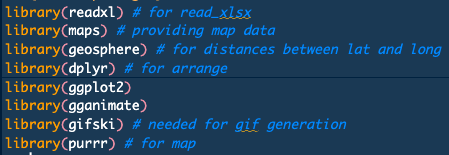 library(readxl) # for read_xlsx
library(maps) # providing map data
library(geosphere) # for distances between lat and long
library(dplyr) # for arrange
library(ggplot2)
library(gganimate)
library(gifski) # needed for gif generation
library(purrr) # for map